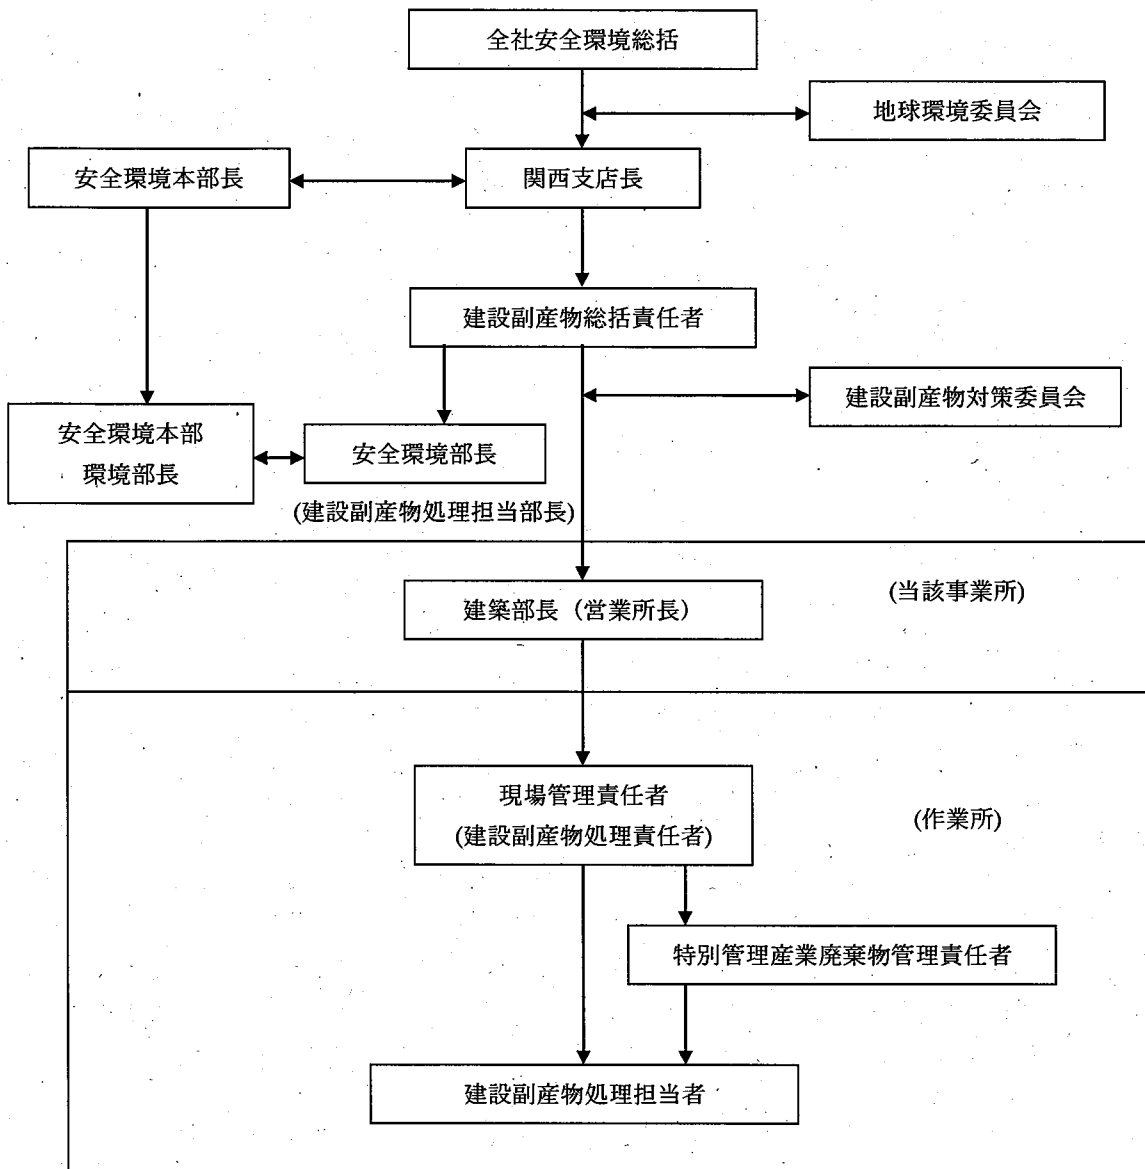 全社安全環境総括
地球環境委員会
安全環境本部長
関西支店長
建設副産物総括責任者
建設副産物対策委員会
安全環境本部
環境部長
安全環境部長
(建設副産物処理担当部長)
(当該事業所)
建築部長（営業所長）
現場管理責任者
(建設副産物処理責任者)
(作業所)
特別管理産業廃棄物管理責任者
建設副産物処理担当者